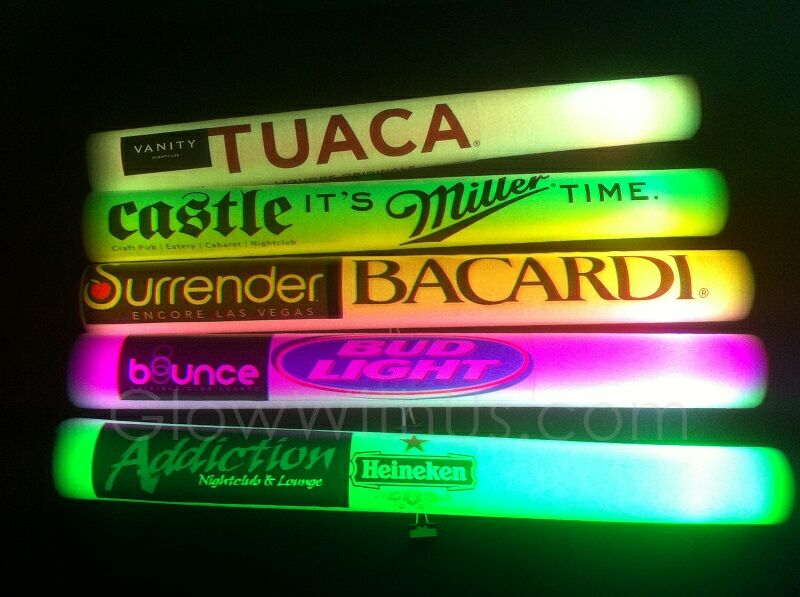 VANITY
NIGHTCLUB
TUACA®
castle IT'S Miller® TIME.
Craft Pub | Eatery | Cabaret | Nightclub
Surrender BACARDI®
ENCORE LAS VEGAS
bounce BUD LIGHT
GlowWithUs.com
Addiction Heineken
Nightclub & Lounge